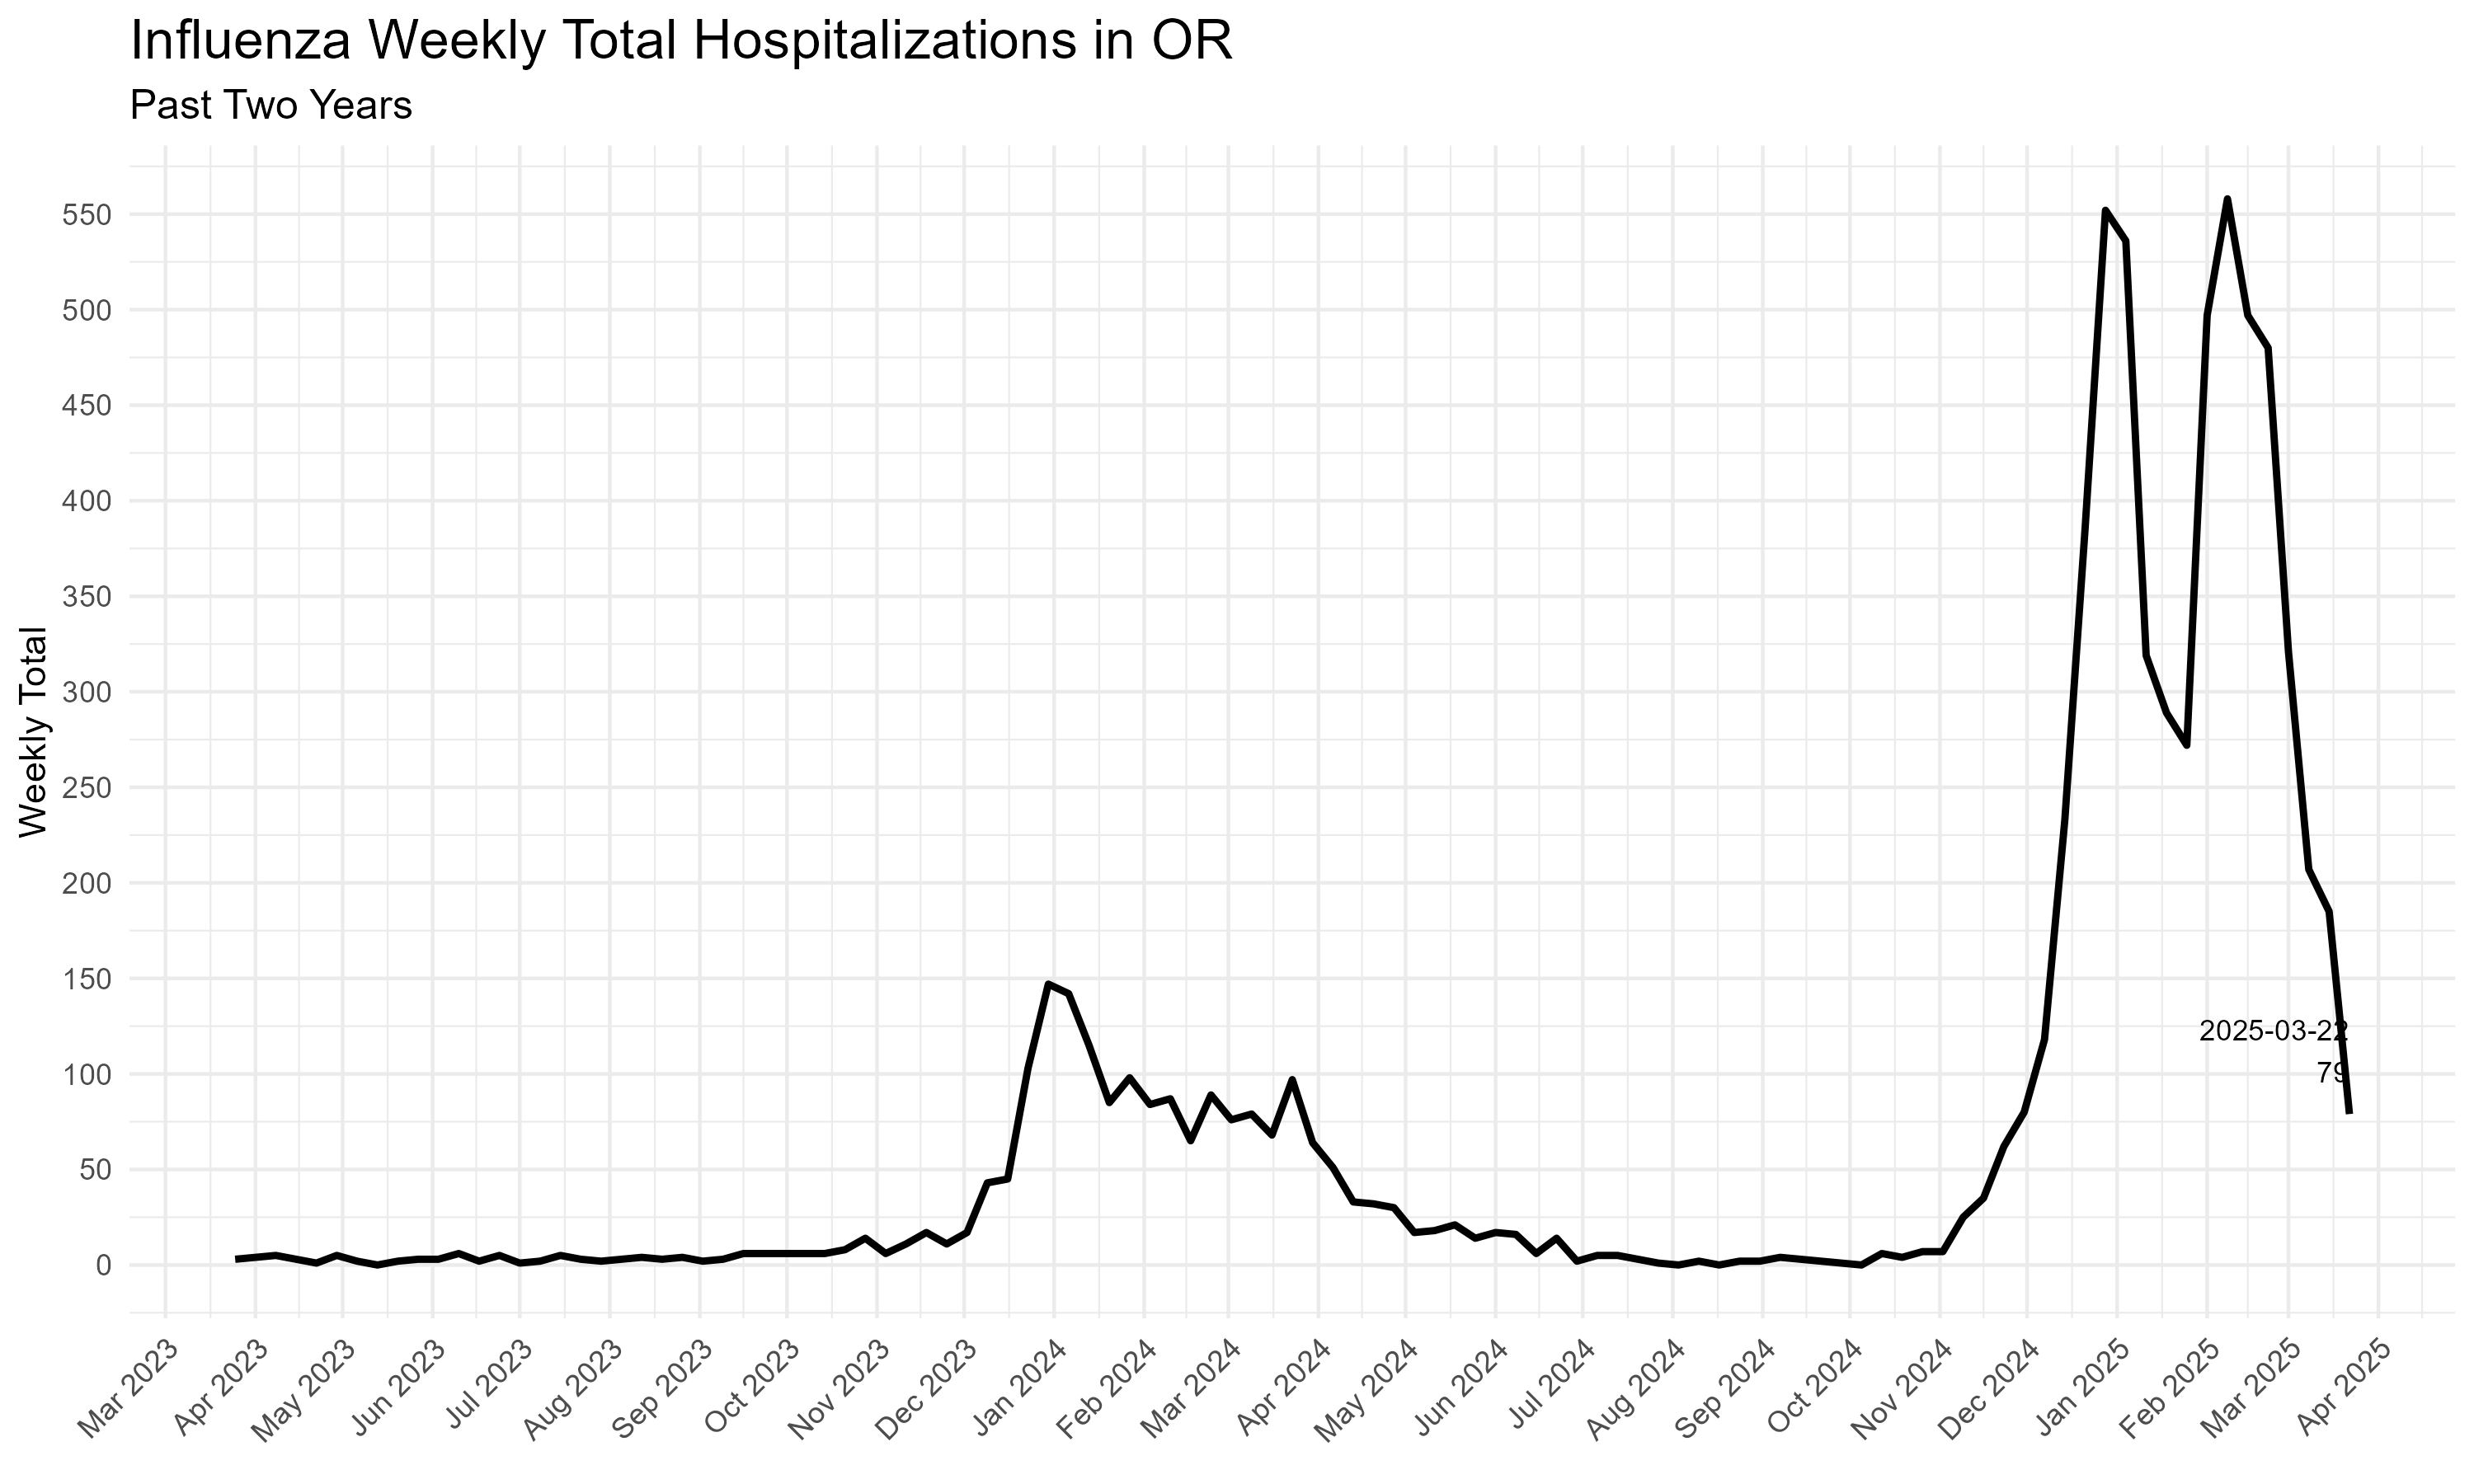 Influenza Weekly Total Hospitalizations in OR
Past Two Years
Weekly Total
550
500
450
400
350
300
250
200
150
100
50
0
2025-03-22
79
Mar 2023
Apr 2023
May 2023
Jun 2023
Jul 2023
Aug 2023
Sep 2023
Oct 2023
Nov 2023
Dec 2023
Jan 2024
Feb 2024
Mar 2024
Apr 2024
May 2024
Jun 2024
Jul 2024
Aug 2024
Sep 2024
Oct 2024
Nov 2024
Dec 2024
Jan 2025
Feb 2025
Mar 2025
Apr 2025